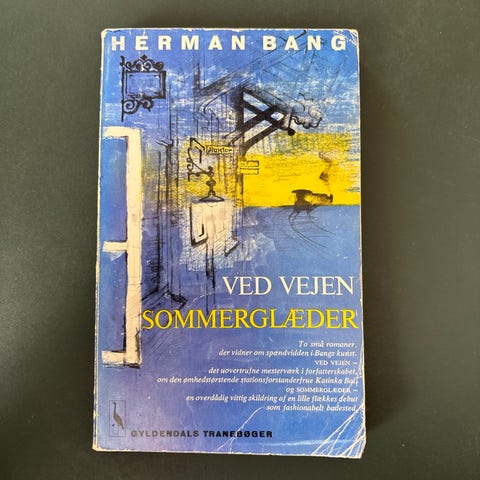 HERMAN BANG
VED VEJEN
SOMMERGLÆDER
To små romaner,
der vidner om spændvidden i Bangs kunst.
VED VEJEN –
det uovertrufne mesterværk i forfatterskabet,
om den ømhedstørstende stationsforstanderfrue Katinka Bai,
og SOMMERGLÆDER –
en overdådig vittig skildring af en lille flækkes debut
som fashionabelt badested.
GYLDENDALS TRANEBØGER